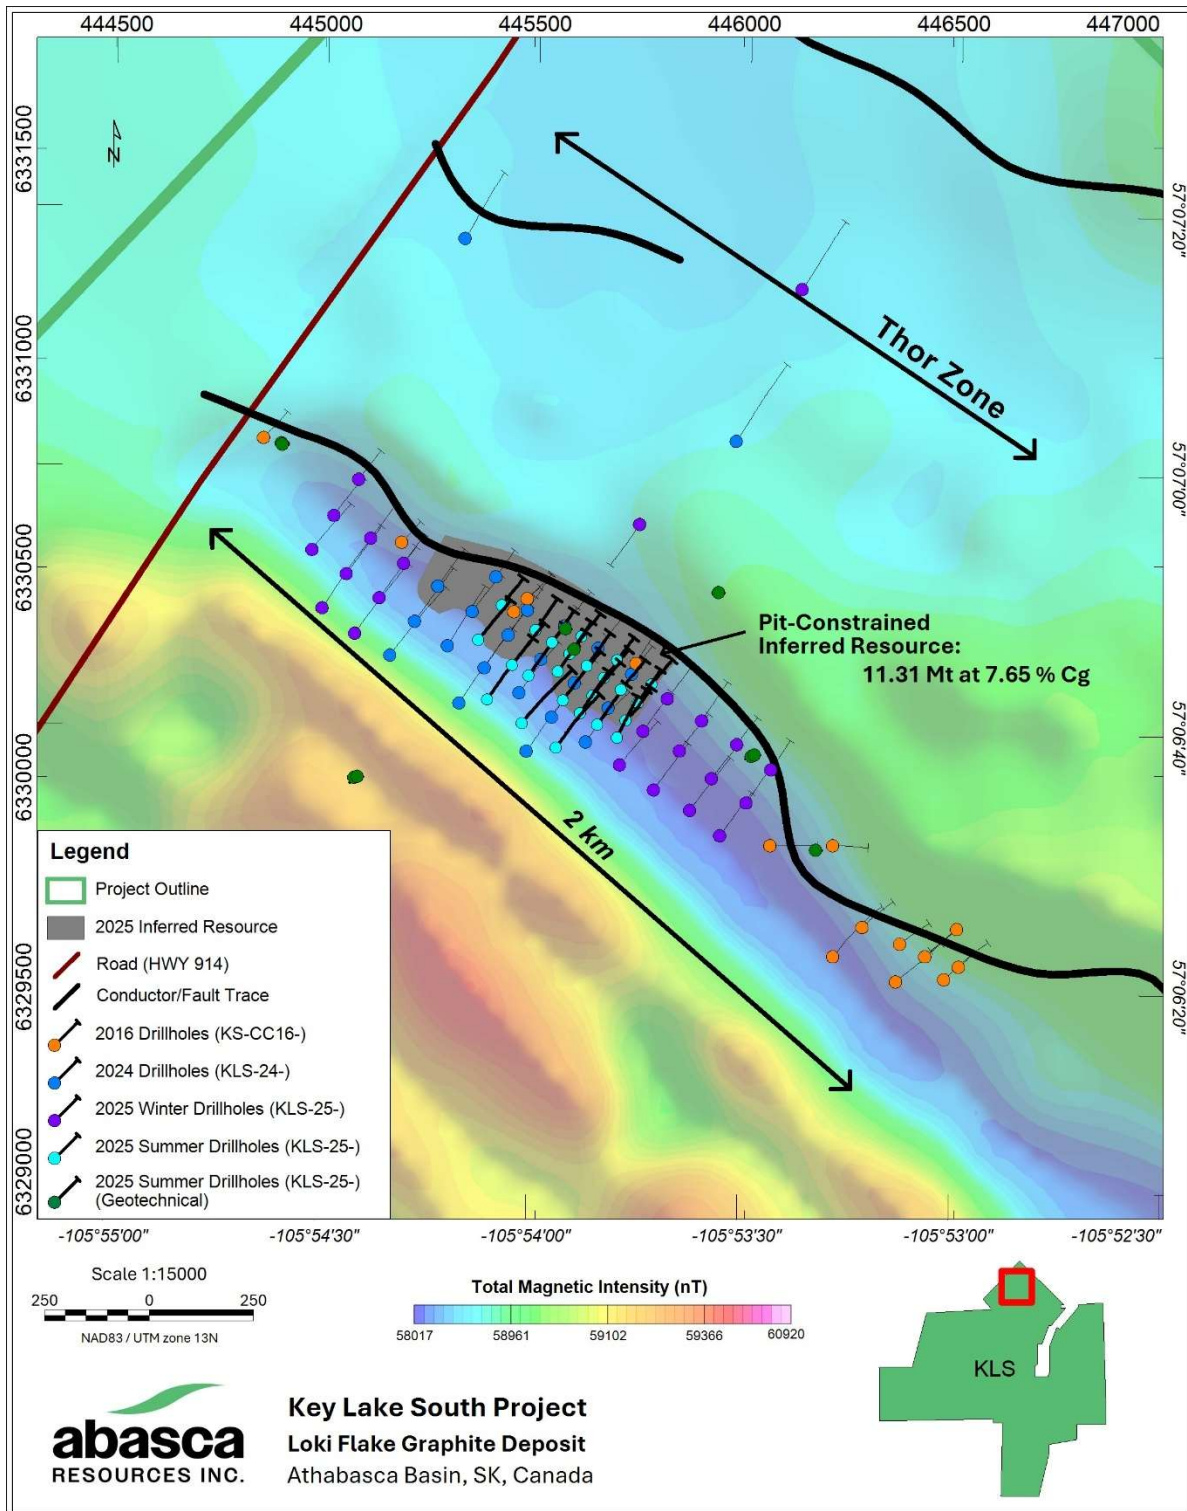 444500 445000 445500 446000 446500 447000
6331500
6331000
6330500
6330000
6329500
6329000
57°07'20"
57°07'00"
57°06'40"
57°06'20"
N
Thor Zone
Pit-Constrained
Inferred Resource:
11.31 Mt at 7.65 % Cg
2 km
Legend
Project Outline
2025 Inferred Resource
Road (HWY 914)
Conductor/Fault Trace
2016 Drillholes (KS-CC16-)
2024 Drillholes (KLS-24-)
2025 Winter Drillholes (KLS-25-)
2025 Summer Drillholes (KLS-25-)
2025 Summer Drillholes (KLS-25-)
(Geotechnical)
-105°55'00" -105°54'30" -105°54'00" -105°53'30" -105°53'00" -105°52'30"
Scale 1:15000
250 0 250
NAD83 / UTM zone 13N
Total Magnetic Intensity (nT)
58017 58961 59102 59366 60920
KLS
abasca
RESOURCES INC.
Key Lake South Project
Loki Flake Graphite Deposit
Athabasca Basin, SK, Canada